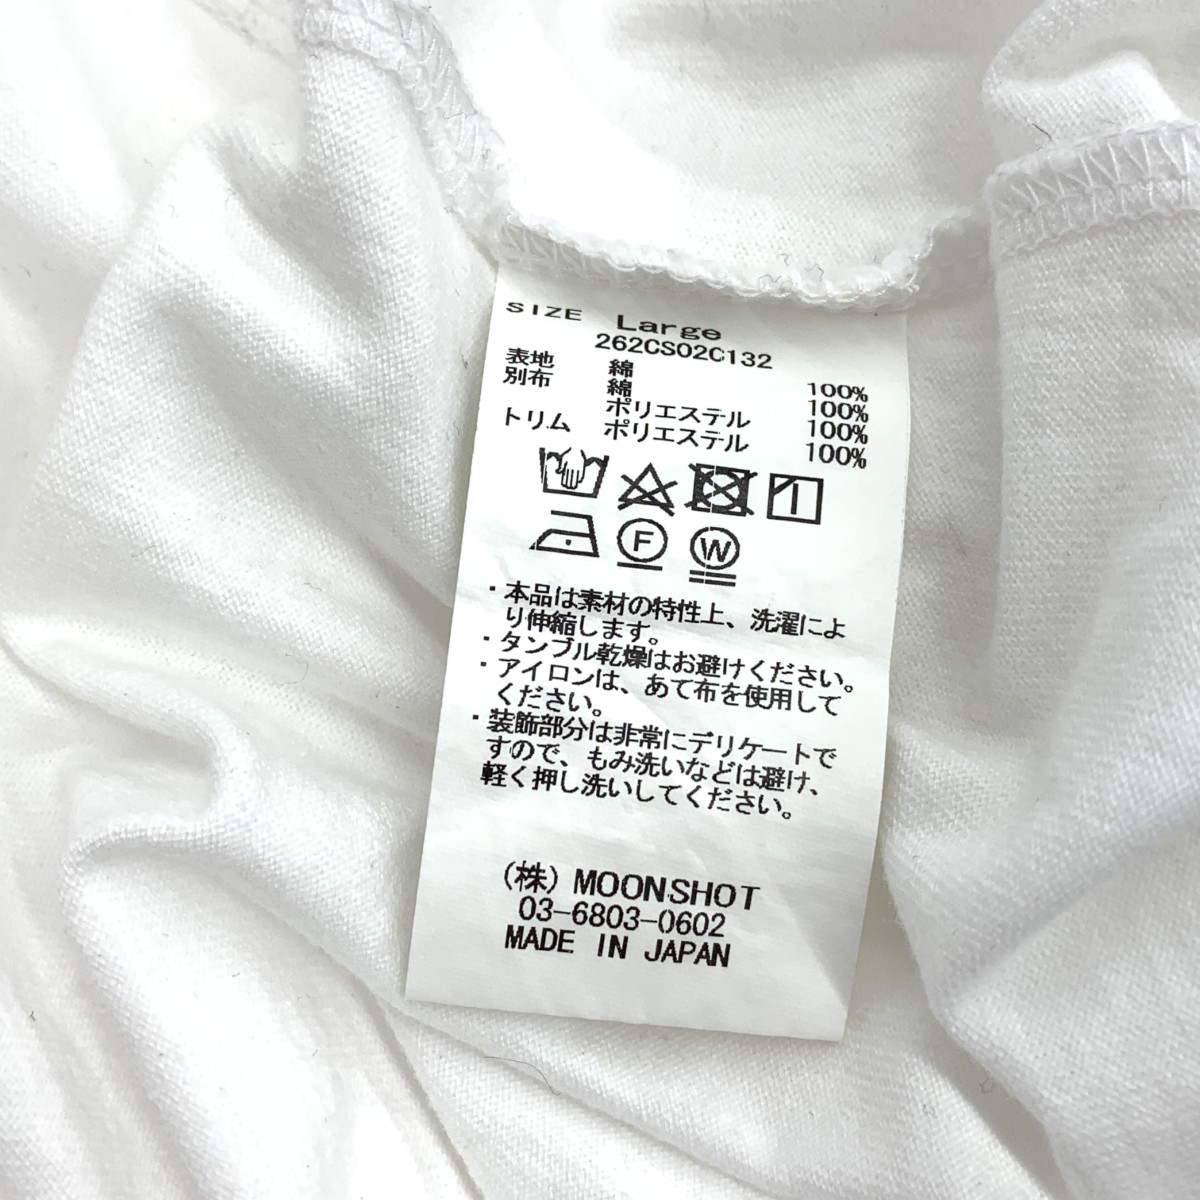 SIZE Large
262CS02C132
表地 綿 100%
別布 綿 100%
ポリエステル 100%
トリム ポリエステル 100%
F W
・本品は素材の特性上、洗濯によ
り伸縮します。
・タンブル乾燥はお避けください。
・アイロンは、あて布を使用して
ください。
・装飾部分は非常にデリケートで
すので、もみ洗いなどは避け、
軽く押し洗いしてください。
(株) MOONSHOT
03-6803-0602
MADE IN JAPAN